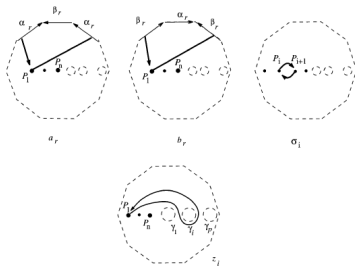 β_r
α_r α_r
P_1 P_n
a_r
α_r
β_r β_r
P_1 P_n
b_r
P_i P_{i+1}
σ_i
P_1 P_n γ_1 γ_j γ_p
z_j